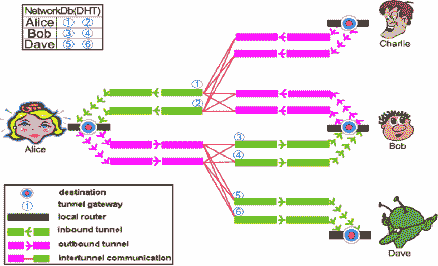 NetworkDb(DHT)
Alice ① ②
Bob ③ ④
Dave ⑤ ⑥
Charlie
①
②
Alice
Bob
③
④
⑤
⑥
Dave
destination
① tunnel gateway
local router
inbound tunnel
outbound tunnel
intertunnel communication